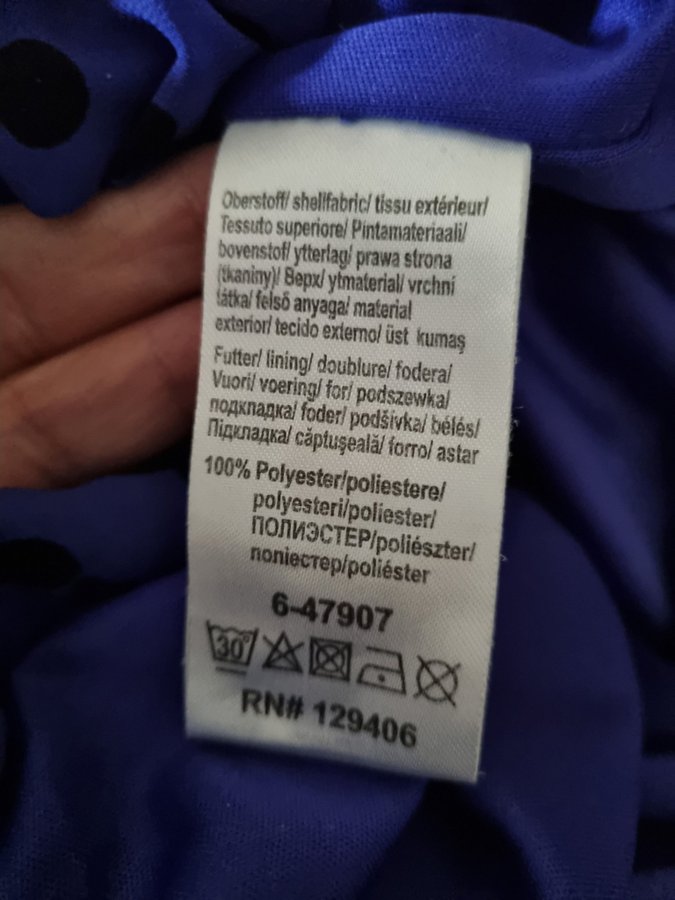 Oberstoff/ shellfabric/ tissu extérieur/
Tessuto superiore/ Pintamateriaali/
bovenstof/ ytterlag/ prawa strona
(tkaniny)/ Верх/ ytmaterial/ vrchní
látka/ felső anyaga/ material
exterior/ tecido externo/ üst kumaş
Futter/ lining/ doublure/ fodera/
Vuori/ voering/ for/ podszewka/
подкладка/ foder/ podšívka/ bélés/
Підкладка/ căptuşeală/ forro/ astar
100% Polyester/poliestere/
polyesteri/poliester/
ПОЛИЭСТЕР/poliészter/
поліестер/poliéster
6-47907
30°
RN# 129406